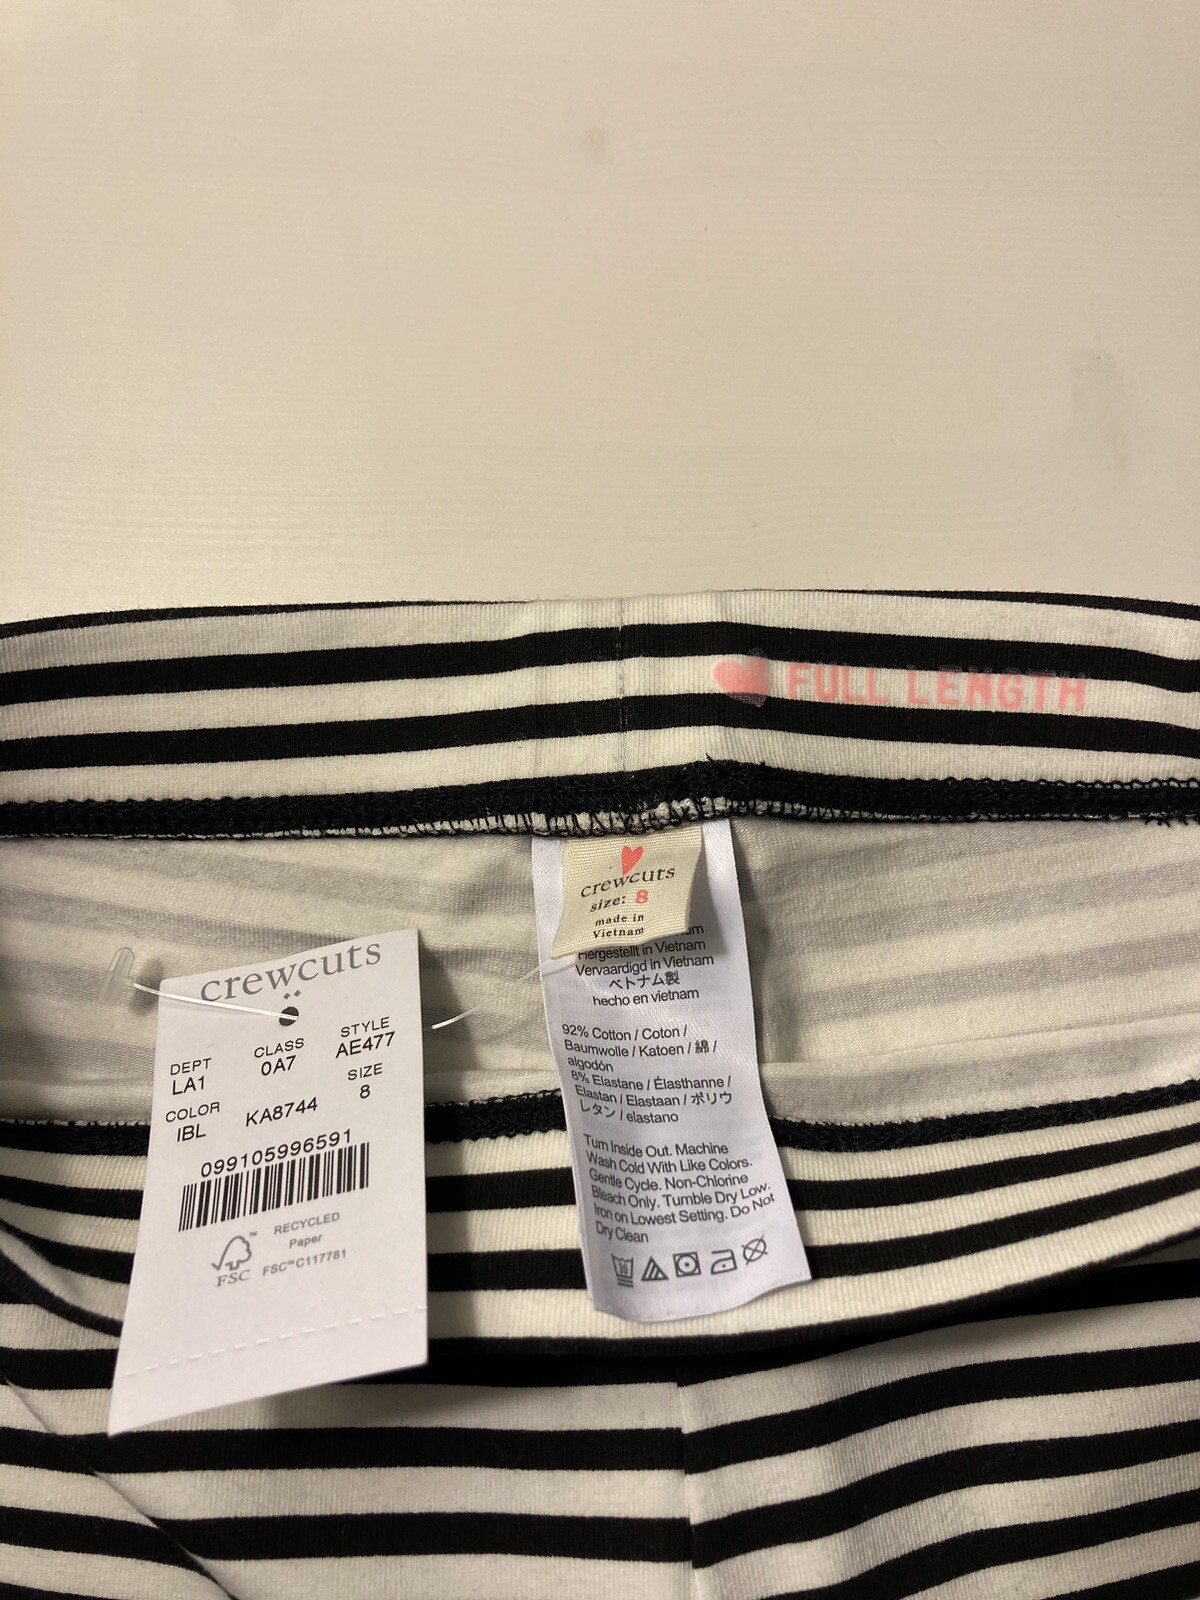 FULL LENGTH
crewcuts
size: 8
made in
Vietnam
Hergestellt in Vietnam
Vervaardigd in Vietnam
ベトナム製
hecho en vietnam
92% Cotton / Coton /
Baumwolle / Katoen / 綿 /
algodón
8% Elastane / Élasthanne /
Elastan / Elastaan / ポリウ
レタン / elastano
Turn Inside Out. Machine
Wash Cold With Like Colors.
Gentle Cycle. Non-Chlorine
Bleach Only. Tumble Dry Low.
Iron on Lowest Setting. Do Not
Dry Clean
30
crewcuts
DEPT CLASS STYLE
LA1 0A7 AE477
COLOR SIZE
IBL KA8744 8
099105996591
RECYCLED
Paper
FSC™ FSC™C117781